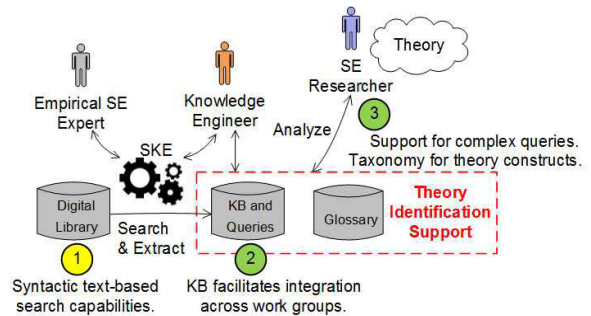 Theory
SE
Researcher
Empirical SE
Expert
Knowledge
Engineer
3
Analyze
Support for complex queries.
Taxonomy for theory constructs.
SKE
Digital
Library
Search
& Extract
KB and
Queries
Glossary
Theory
Identification
Support
1
Syntactic text-based
search capabilities.
2
KB facilitates integration
across work groups.